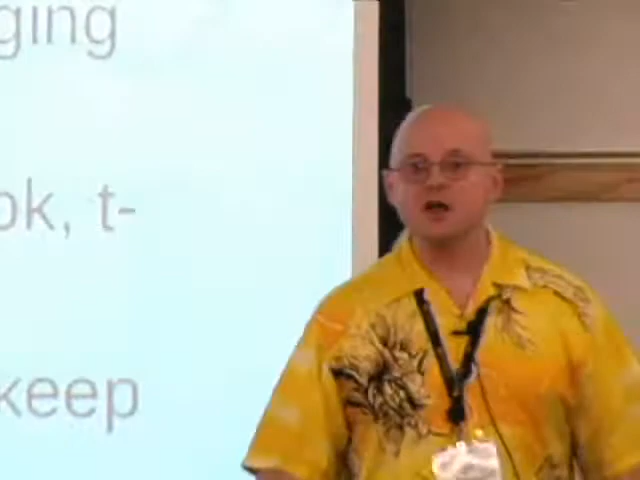 ging
ok, t-
keep